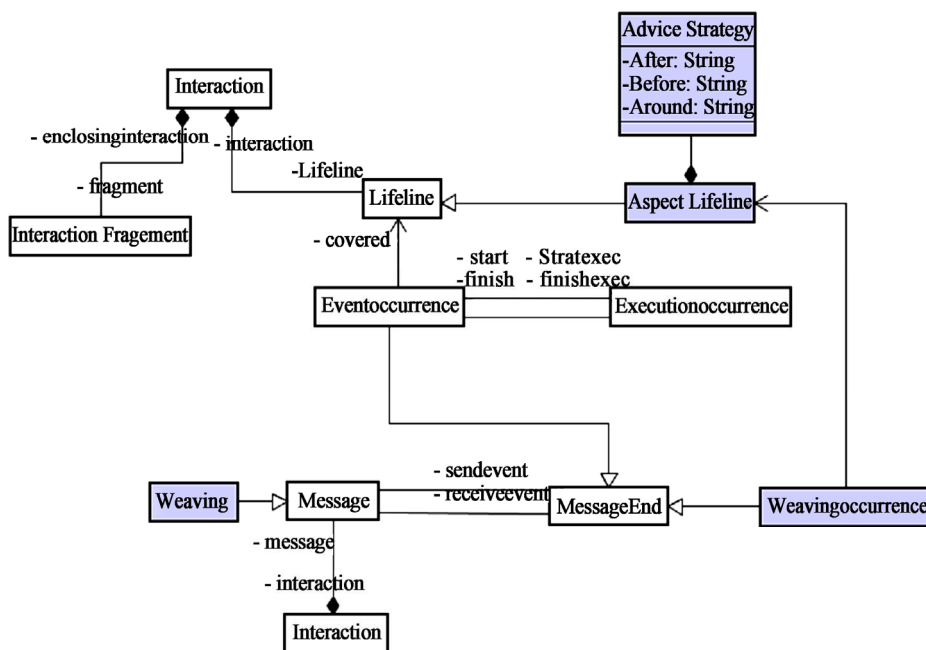 Advice Strategy
-After: String
-Before: String
-Around: String
Interaction
- enclosinginteraction
- interaction
- fragment
-Lifeline
Lifeline
Aspect Lifeline
Interaction Fragement
- covered
- start - Stratexec
-finish - finishexec
Eventoccurrence
Executionoccurrence
- sendevent
- receiveevent
Weaving
Message
MessageEnd
Weavingoccurrence
- message
- interaction
Interaction